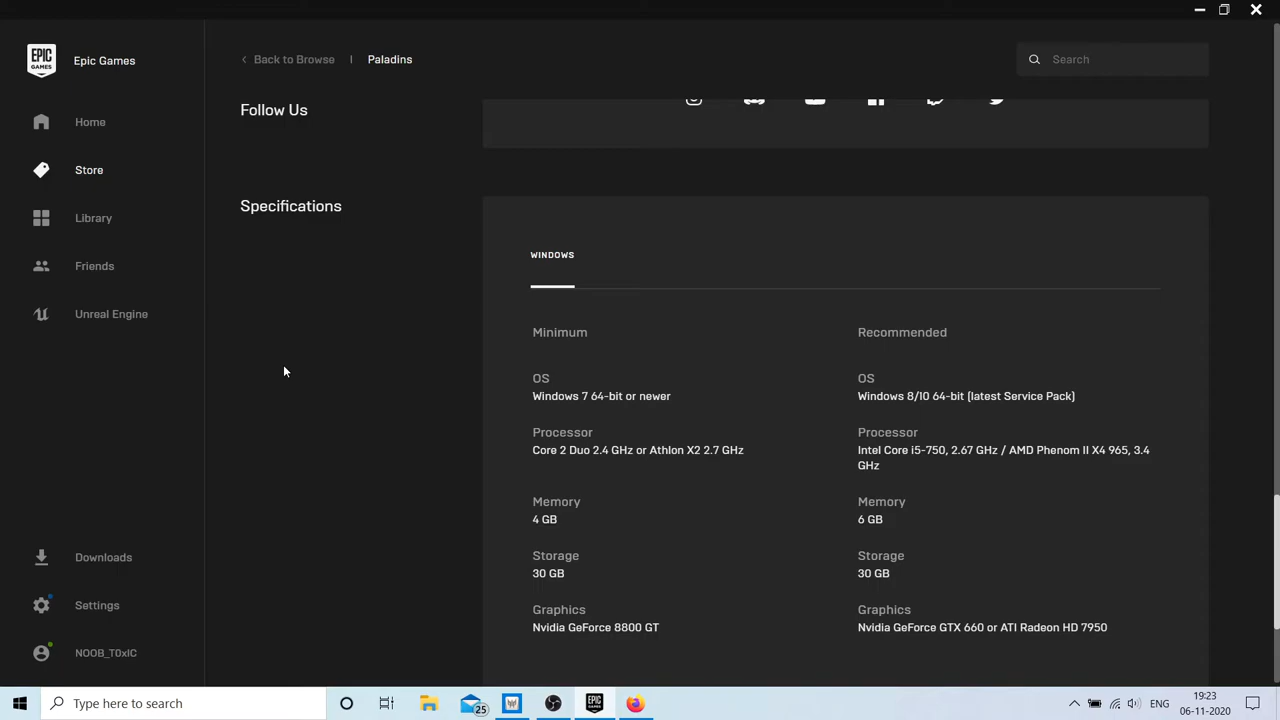 EPIC
GAMES
Epic Games
Back to Browse
Paladins
Search
Home
Store
Library
Friends
Unreal Engine
Downloads
Settings
NOOB_T0xIC
Follow Us
Specifications
WINDOWS
Minimum
Recommended
OS
Windows 7 64-bit or newer
OS
Windows 8/10 64-bit (latest Service Pack)
Processor
Core 2 Duo 2.4 GHz or Athlon X2 2.7 GHz
Processor
Intel Core i5-750, 2.67 GHz / AMD Phenom II X4 965, 3.4
GHz
Memory
4 GB
Memory
6 GB
Storage
30 GB
Storage
30 GB
Graphics
Nvidia GeForce 8800 GT
Graphics
Nvidia GeForce GTX 660 or ATI Radeon HD 7950
Type here to search
25
ENG
19:23
06-11-2020